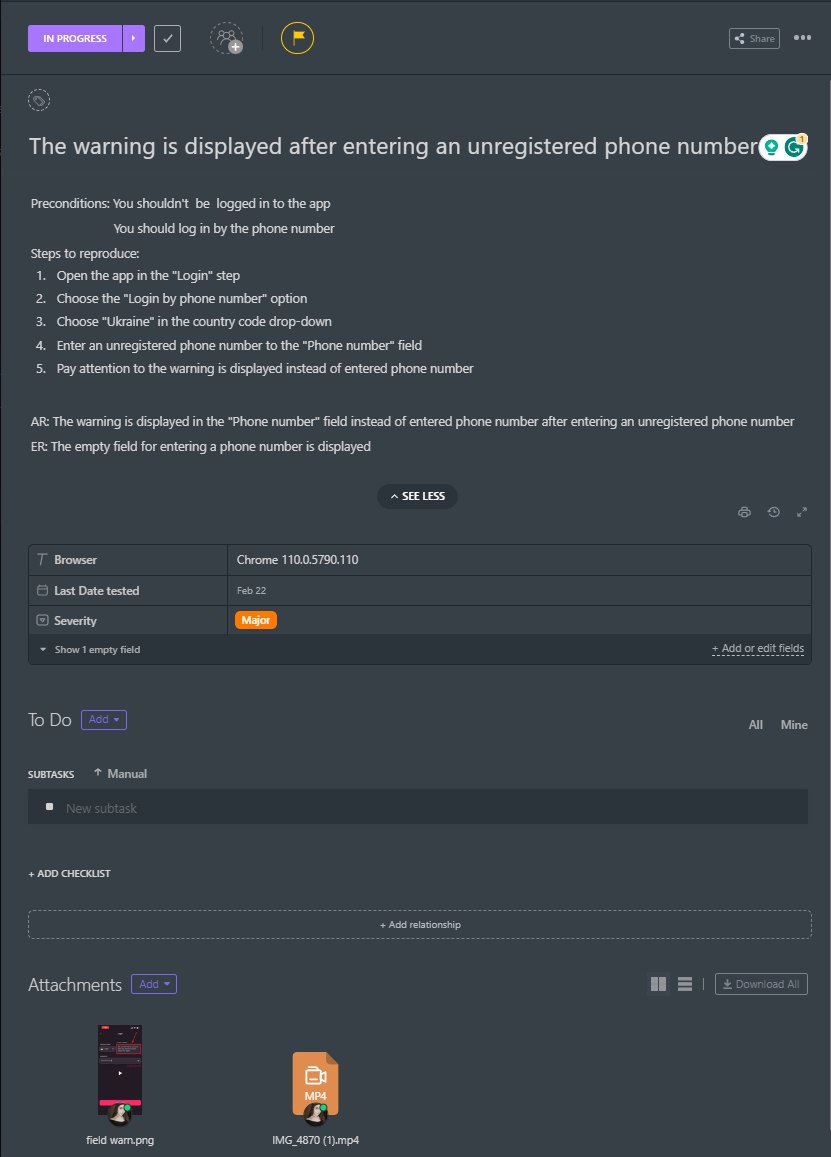 IN PROGRESS
Share
The warning is displayed after entering an unregistered phone number
1
Preconditions: You shouldn't be logged in to the app
You should log in by the phone number
Steps to reproduce:
1. Open the app in the "Login" step
2. Choose the "Login by phone number" option
3. Choose "Ukraine" in the country code drop-down
4. Enter an unregistered phone number to the "Phone number" field
5. Pay attention to the warning is displayed instead of entered phone number
AR: The warning is displayed in the "Phone number" field instead of entered phone number after entering an unregistered phone number
ER: The empty field for entering a phone number is displayed
SEE LESS
Browser Chrome 110.0.5790.110
Last Date tested Feb 22
Severity Major
Show 1 empty field + Add or edit fields
To Do Add
All Mine
SUBTASKS Manual
New subtask
+ ADD CHECKLIST
+ Add relationship
Attachments Add Download All
MP4
field warn.png IMG_4870 (1).mp4